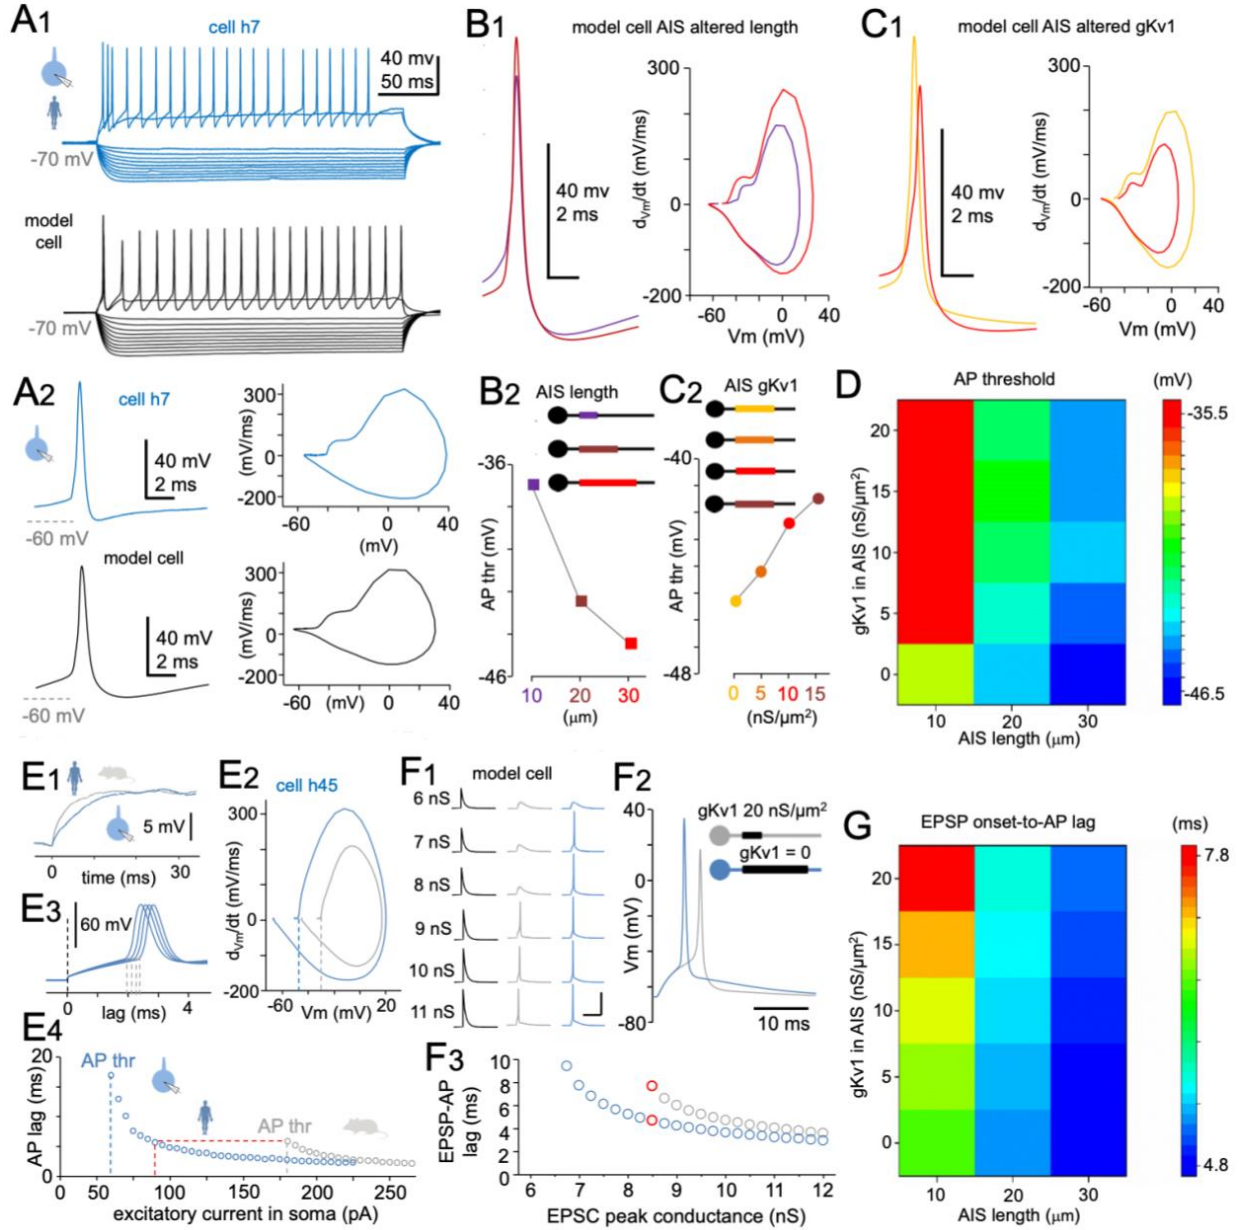 A1
cell h7
40 mv
50 ms
-70 mV
model
cell
-70 mV
B1
model cell AIS altered length
40 mv
2 ms
300
0
-200
dVm/dt (mV/ms)
-60
0
40
Vm (mV)
C1
model cell AIS altered gKv1
40 mv
2 ms
300
0
-200
dVm/dt (mV/ms)
-60
0
40
Vm (mV)
A2
cell h7
40 mV
2 ms
-60 mV
300
0
-200
(mV/ms)
-60
0
40
(mV)
model cell
40 mV
2 ms
-60 mV
300
0
-200
(mV/ms)
-60
(mV)
0
40
B2
AIS length
-36
-46
AP thr (mV)
10
20
30
(µm)
C2
AIS gKv1
-40
-48
AP thr (mV)
0
5
10
15
(nS/µm²)
D
AP threshold
(mV)
-35.5
-46.5
20
15
10
5
0
gKv1 in AIS (nS/µm²)
10
20
30
AIS length (µm)
E1
5 mV
0
time (ms)
30
E2
cell h45
300
0
-200
dVm/dt (mV/ms)
-60
Vm (mV)
20
E3
60 mV
0
lag (ms)
4
E4
20
0
AP lag (ms)
AP thr
AP thr
0
50
100
150
200
250
excitatory current in soma (pA)
F1
model cell
6 nS
7 nS
8 nS
9 nS
10 nS
11 nS
F2
40
0
-80
Vm (mV)
gKv1 20 nS/µm²
gKv1 = 0
10 ms
F3
10
8
6
4
2
0
EPSP-AP
lag (ms)
6
7
8
9
10
11
12
EPSC peak conductance (nS)
G
EPSP onset-to-AP lag
(ms)
7.8
4.8
20
15
10
5
0
gKv1 in AIS (nS/µm²)
10
20
30
AIS length (µm)